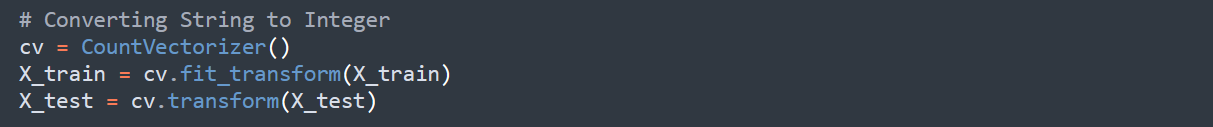 # Converting String to Integer
cv = CountVectorizer()
X_train = cv.fit_transform(X_train)
X_test = cv.transform(X_test)